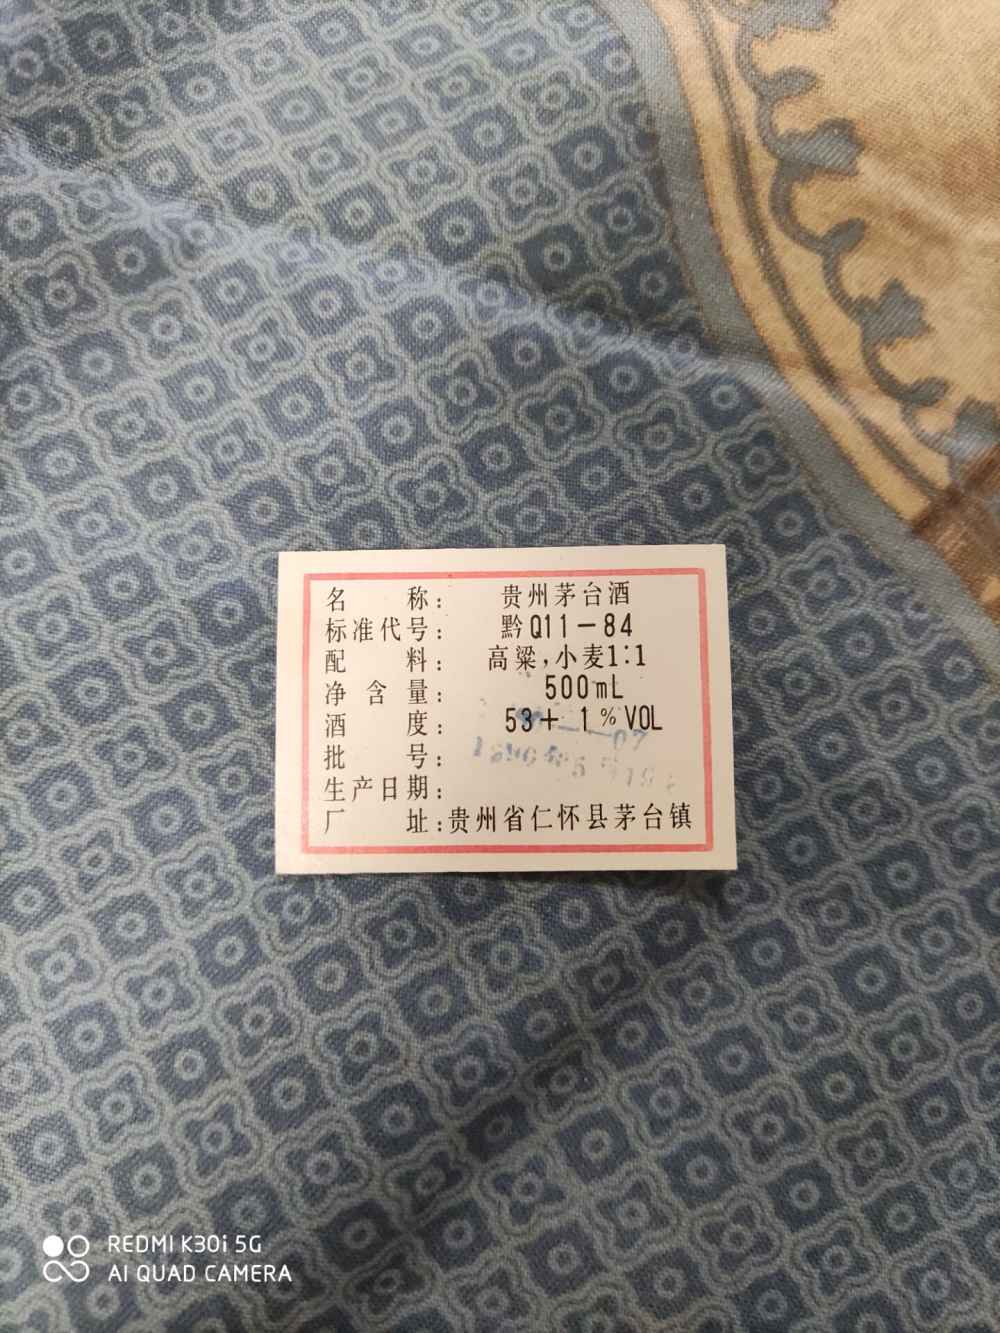 名 称: 贵州茅台酒
标准代号: 黔Q11-84
配 料: 高粱,小麦1:1
净 含 量: 500mL
酒 度: 53+ 1%VOL
批 号:
生产日期:
厂 址:贵州省仁怀县茅台镇
REDMI K30i 5G
AI QUAD CAMERA